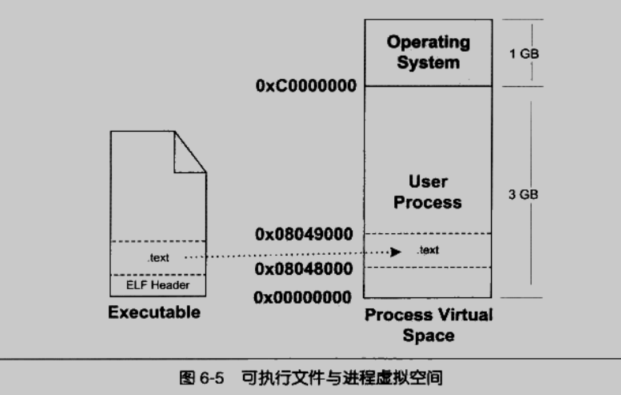 Operating
System
1 GB
0xC0000000
User
Process
3 GB
0x08049000
.text
.text
0x08048000
ELF Header
0x00000000
Executable
Process Virtual
Space
图 6-5 可执行文件与进程虚拟空间